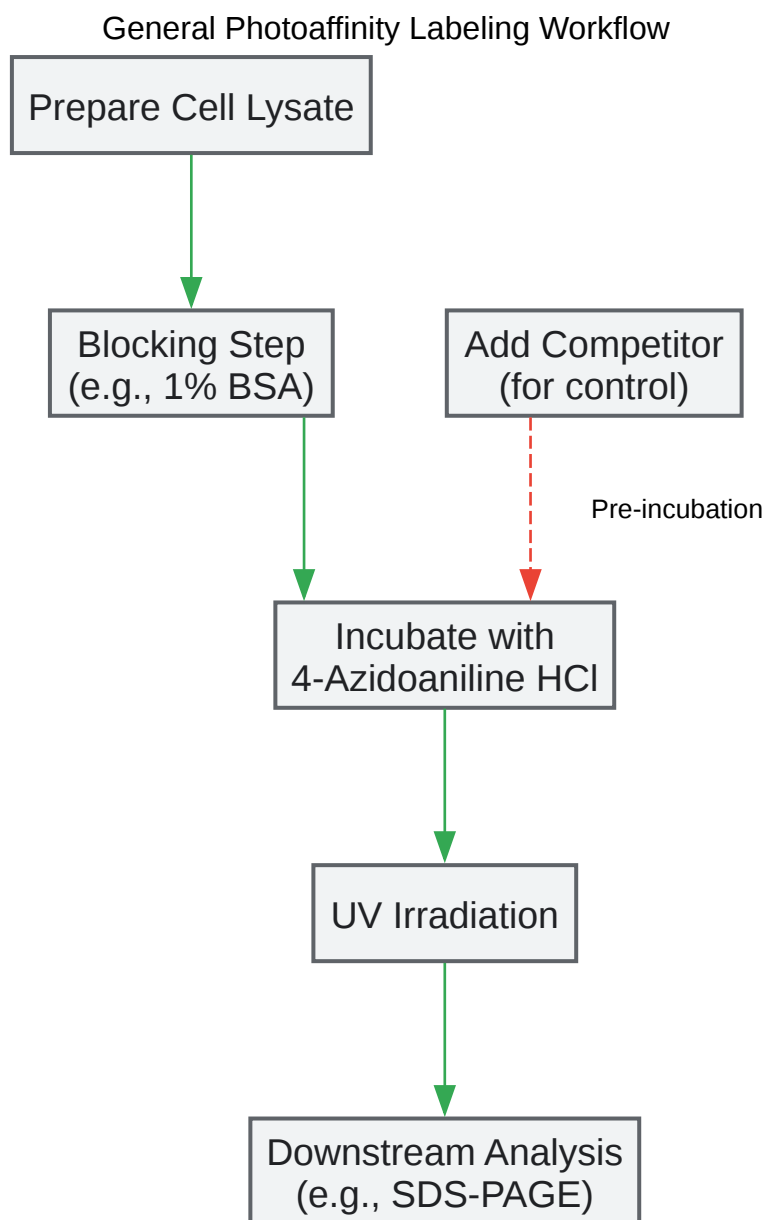 General Photoaffinity Labeling Workflow
Prepare Cell Lysate
Blocking Step
(e.g., 1% BSA)
Add Competitor
(for control)
Pre-incubation
Incubate with
4-Azidoaniline HCl
UV Irradiation
Downstream Analysis
(e.g., SDS-PAGE)